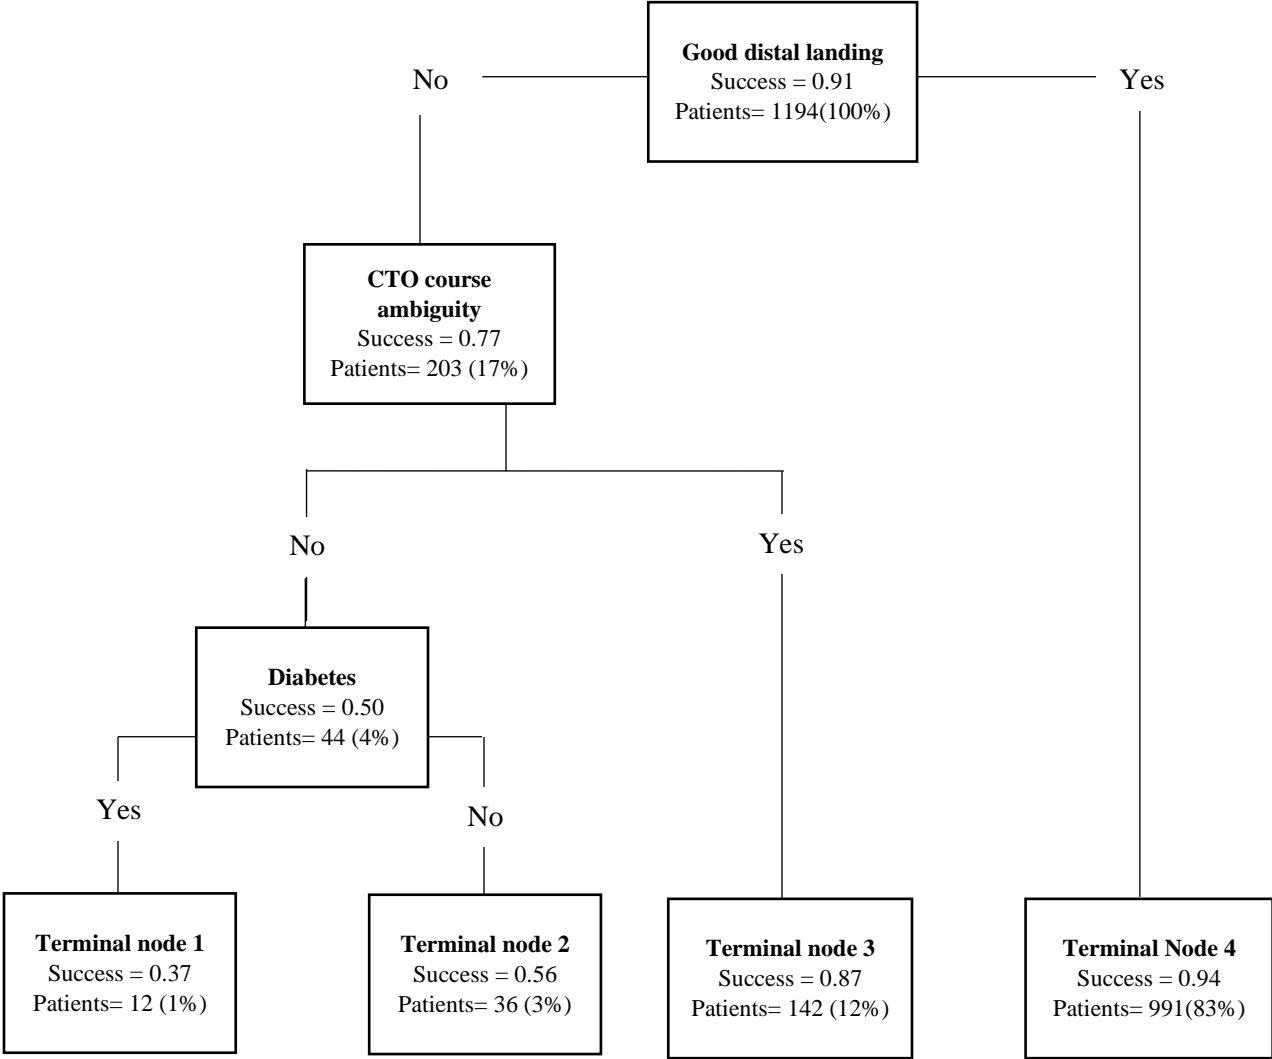 Good distal landing
Success = 0.91
Patients= 1194(100%)
No
Yes
CTO course
ambiguity
Success = 0.77
Patients= 203 (17%)
No
Yes
Diabetes
Success = 0.50
Patients= 44 (4%)
Yes
No
Terminal node 1
Success = 0.37
Patients= 12 (1%)
Terminal node 2
Success = 0.56
Patients= 36 (3%)
Terminal node 3
Success = 0.87
Patients= 142 (12%)
Terminal Node 4
Success = 0.94
Patients= 991(83%)